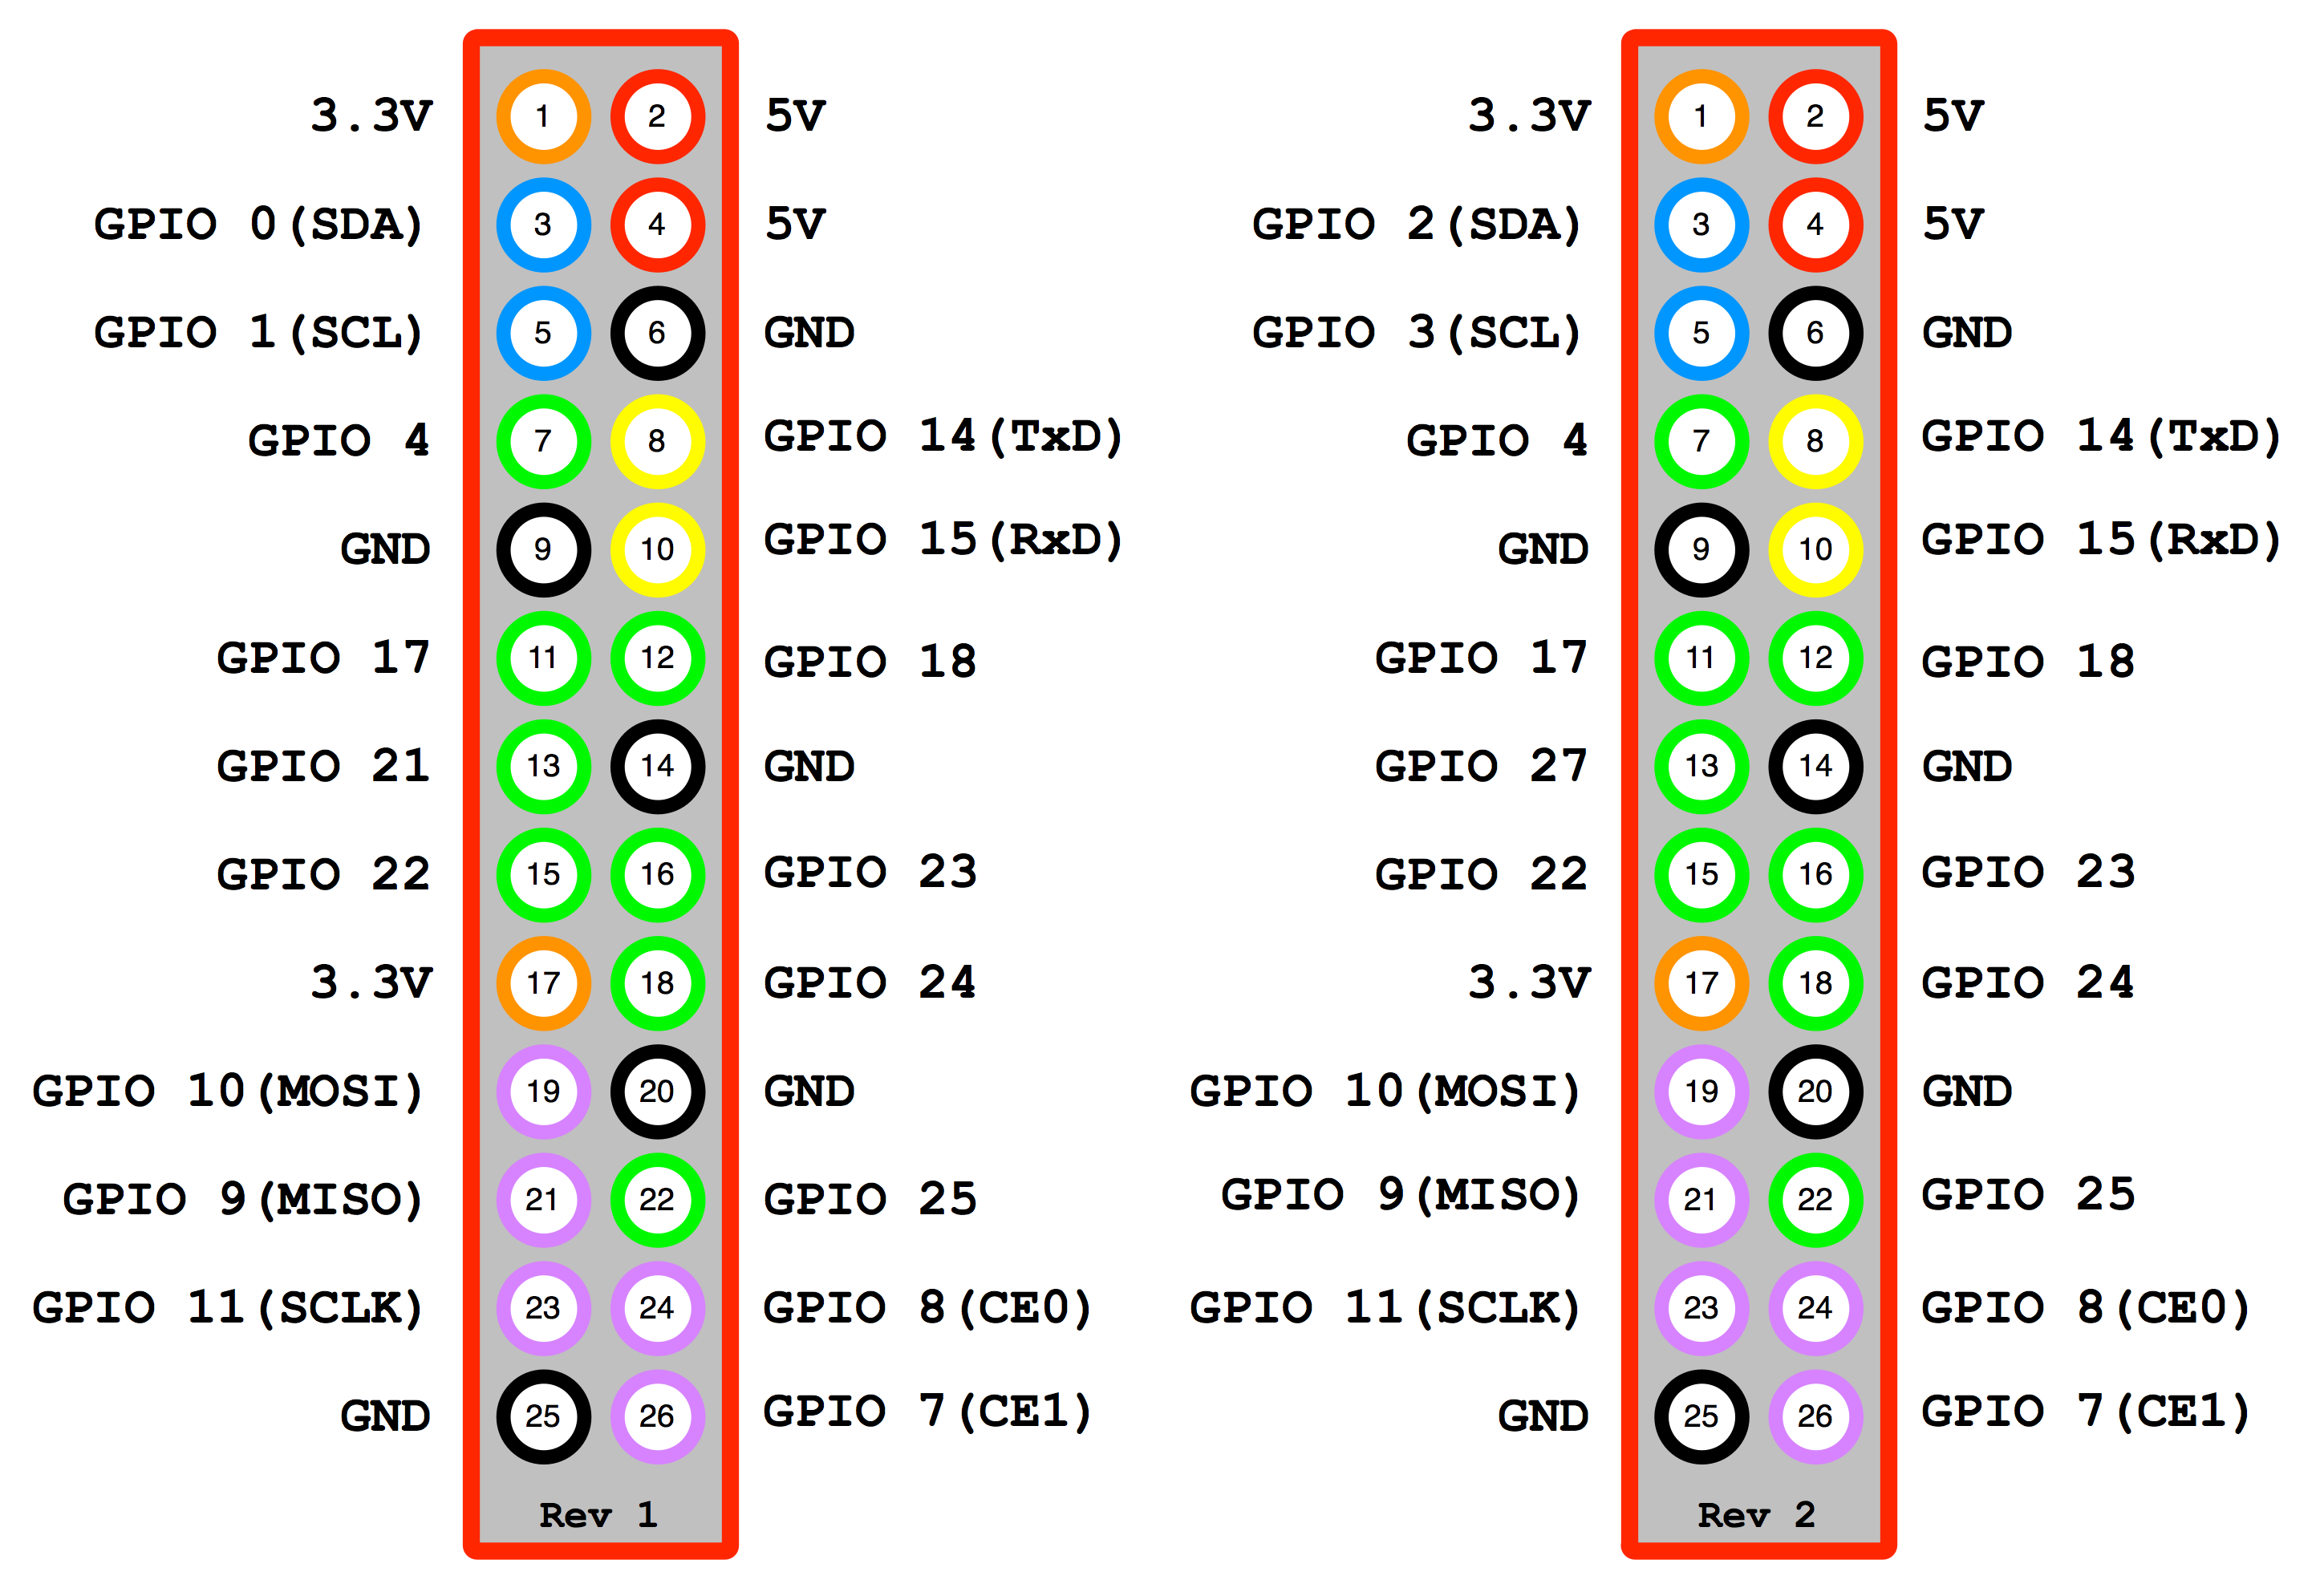 3.3V 1 2 5V
GPIO 0(SDA) 3 4 5V
GPIO 1(SCL) 5 6 GND
GPIO 4 7 8 GPIO 14(TxD)
GND 9 10 GPIO 15(RxD)
GPIO 17 11 12 GPIO 18
GPIO 21 13 14 GND
GPIO 22 15 16 GPIO 23
3.3V 17 18 GPIO 24
GPIO 10(MOSI) 19 20 GND
GPIO 9(MISO) 21 22 GPIO 25
GPIO 11(SCLK) 23 24 GPIO 8(CE0)
GND 25 26 GPIO 7(CE1)
Rev 1
3.3V 1 2 5V
GPIO 2(SDA) 3 4 5V
GPIO 3(SCL) 5 6 GND
GPIO 4 7 8 GPIO 14(TxD)
GND 9 10 GPIO 15(RxD)
GPIO 17 11 12 GPIO 18
GPIO 27 13 14 GND
GPIO 22 15 16 GPIO 23
3.3V 17 18 GPIO 24
GPIO 10(MOSI) 19 20 GND
GPIO 9(MISO) 21 22 GPIO 25
GPIO 11(SCLK) 23 24 GPIO 8(CE0)
GND 25 26 GPIO 7(CE1)
Rev 2